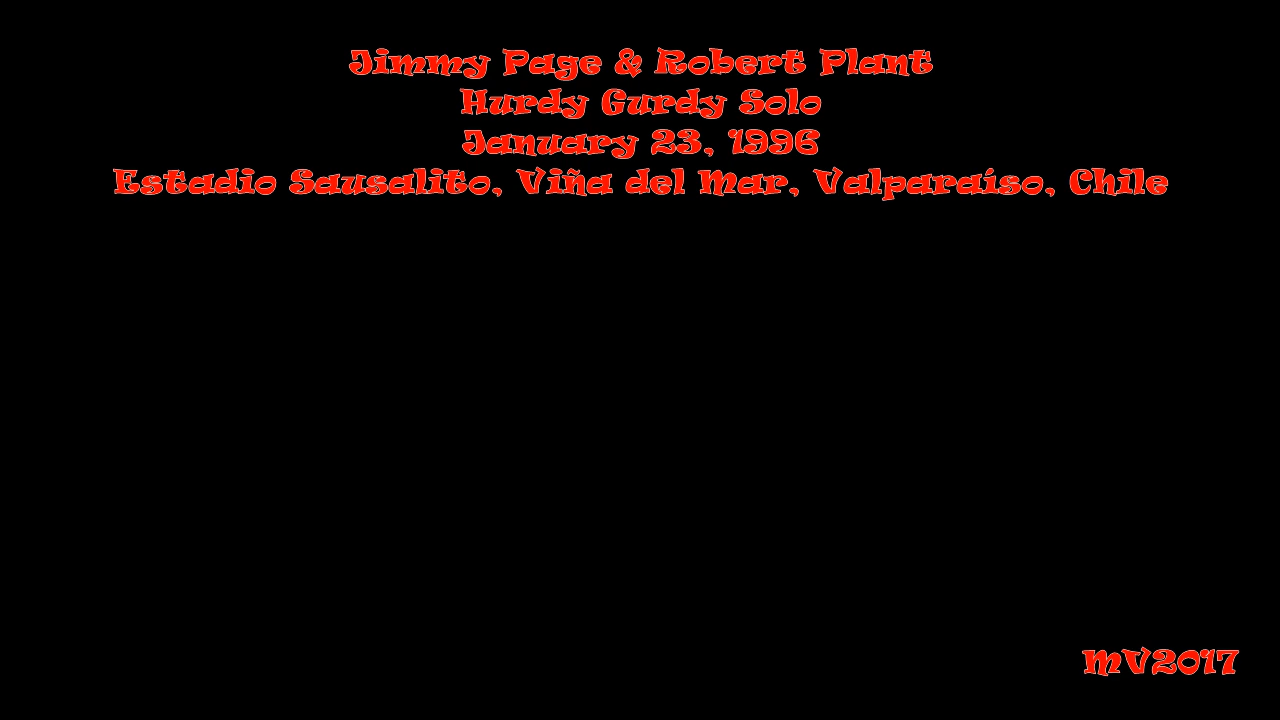 Jimmy Page & Robert Plant
Hurdy Gurdy Solo
January 23, 1996
Estadio Sausalito, Viña del Mar, Valparaíso, Chile
MV2017